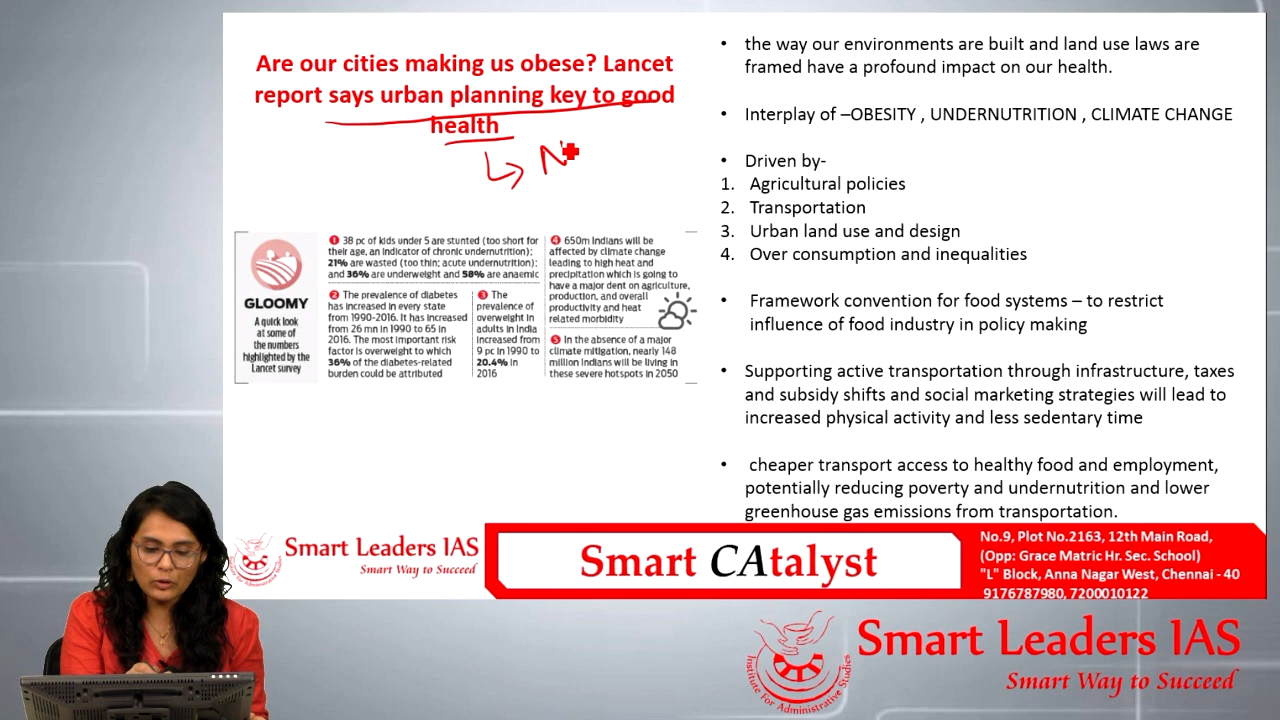 Are our cities making us obese? Lancet
report says urban planning key to good
health
GLOOMY
A quick look
at some of
the numbers
highlighted by the
Lancet survey
1 38 pc of kids under 5 are stunted (too short for
their age, an indicator of chronic undernutrition);
21% are wasted (too thin; acute undernutrition);
and 36% are underweight and 58% are anaemic
2 The prevalence of diabetes
has increased in every state
from 1990-2016. It has increased
from 26 mn in 1990 to 65 in
2016. The most important risk
factor is overweight to which
36% of the diabetes-related
burden could be attributed
3 The
prevalence of
overweight in
adults in India
increased from
9 pc in 1990 to
20.4% in
2016
4 650m Indians will be
affected by climate change
leading to high heat and
precipitation which is going to
have a major dent on agriculture,
production, and overall
productivity and heat
related morbidity
5 In the absence of a major
climate mitigation, nearly 148
million Indians will be living in
these severe hotspots in 2050
• the way our environments are built and land use laws are
framed have a profound impact on our health.
• Interplay of –OBESITY , UNDERNUTRITION , CLIMATE CHANGE
• Driven by-
1. Agricultural policies
2. Transportation
3. Urban land use and design
4. Over consumption and inequalities
• Framework convention for food systems – to restrict
influence of food industry in policy making
• Supporting active transportation through infrastructure, taxes
and subsidy shifts and social marketing strategies will lead to
increased physical activity and less sedentary time
• cheaper transport access to healthy food and employment,
potentially reducing poverty and undernutrition and lower
greenhouse gas emissions from transportation.
Smart Leaders IAS
Smart Way to Succeed
Smart CAtalyst
No.9, Plot No.2163, 12th Main Road,
(Opp: Grace Matric Hr. Sec. School)
"L" Block, Anna Nagar West, Chennai - 40
9176787980, 7200010122
Institute For Administrative Studies
Smart Leaders IAS
Smart Way to Succeed